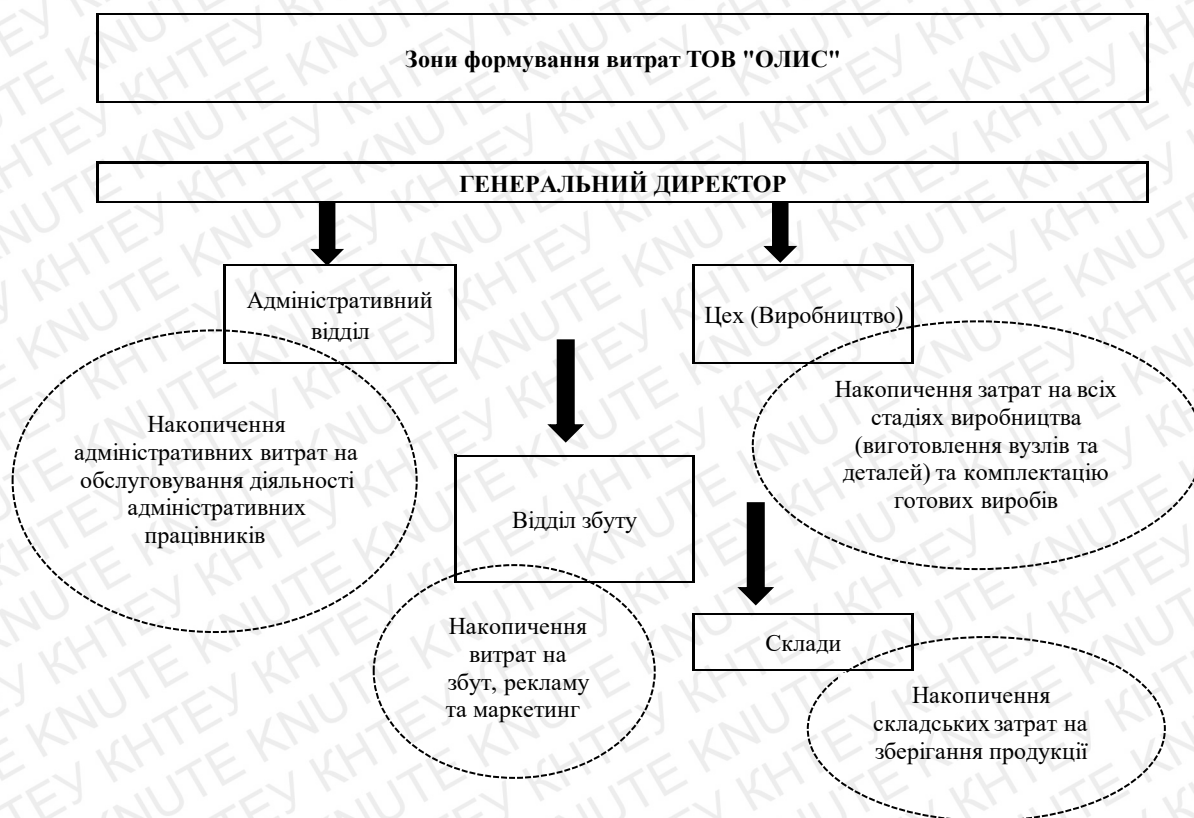 Зони формування витрат ТОВ "ОЛИС"
ГЕНЕРАЛЬНИЙ ДИРЕКТОР
Адміністративний
відділ
Цех (Виробництво)
Накопичення
адміністративних витрат на
обслуговування діяльності
адміністративних
працівників
Накопичення затрат на всіх
стадіях виробництва
(виготовлення вузлів та
деталей) та комплектацію
готових виробів
Відділ збуту
Накопичення
витрат на
збут, рекламу
та маркетинг
Склади
Накопичення
складських затрат на
зберігання продукції